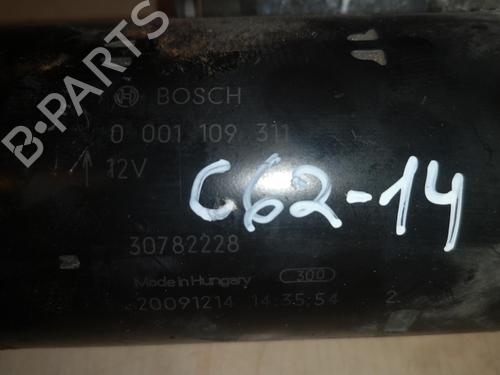 B-PARTS
BOSCH
0 001 109 311
12V
C62-14
30782228
Made in Hungary 300
20091214 14:35:54 2